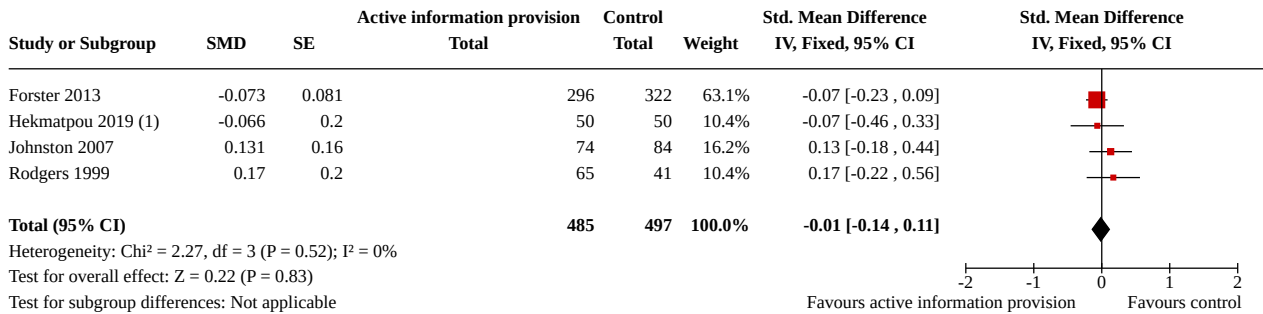 Active information provision Control Std. Mean Difference Std. Mean Difference
Study or Subgroup SMD SE Total Total Weight IV, Fixed, 95% CI IV, Fixed, 95% CI
Forster 2013 -0.073 0.081 296 322 63.1% -0.07 [-0.23 , 0.09]
Hekmatpou 2019 (1) -0.066 0.2 50 50 10.4% -0.07 [-0.46 , 0.33]
Johnston 2007 0.131 0.16 74 84 16.2% 0.13 [-0.18 , 0.44]
Rodgers 1999 0.17 0.2 65 41 10.4% 0.17 [-0.22 , 0.56]
Total (95% CI) 485 497 100.0% -0.01 [-0.14 , 0.11]
Heterogeneity: Chi² = 2.27, df = 3 (P = 0.52); I² = 0%
Test for overall effect: Z = 0.22 (P = 0.83) -2 -1 0 1 2
Test for subgroup differences: Not applicable Favours active information provision Favours control